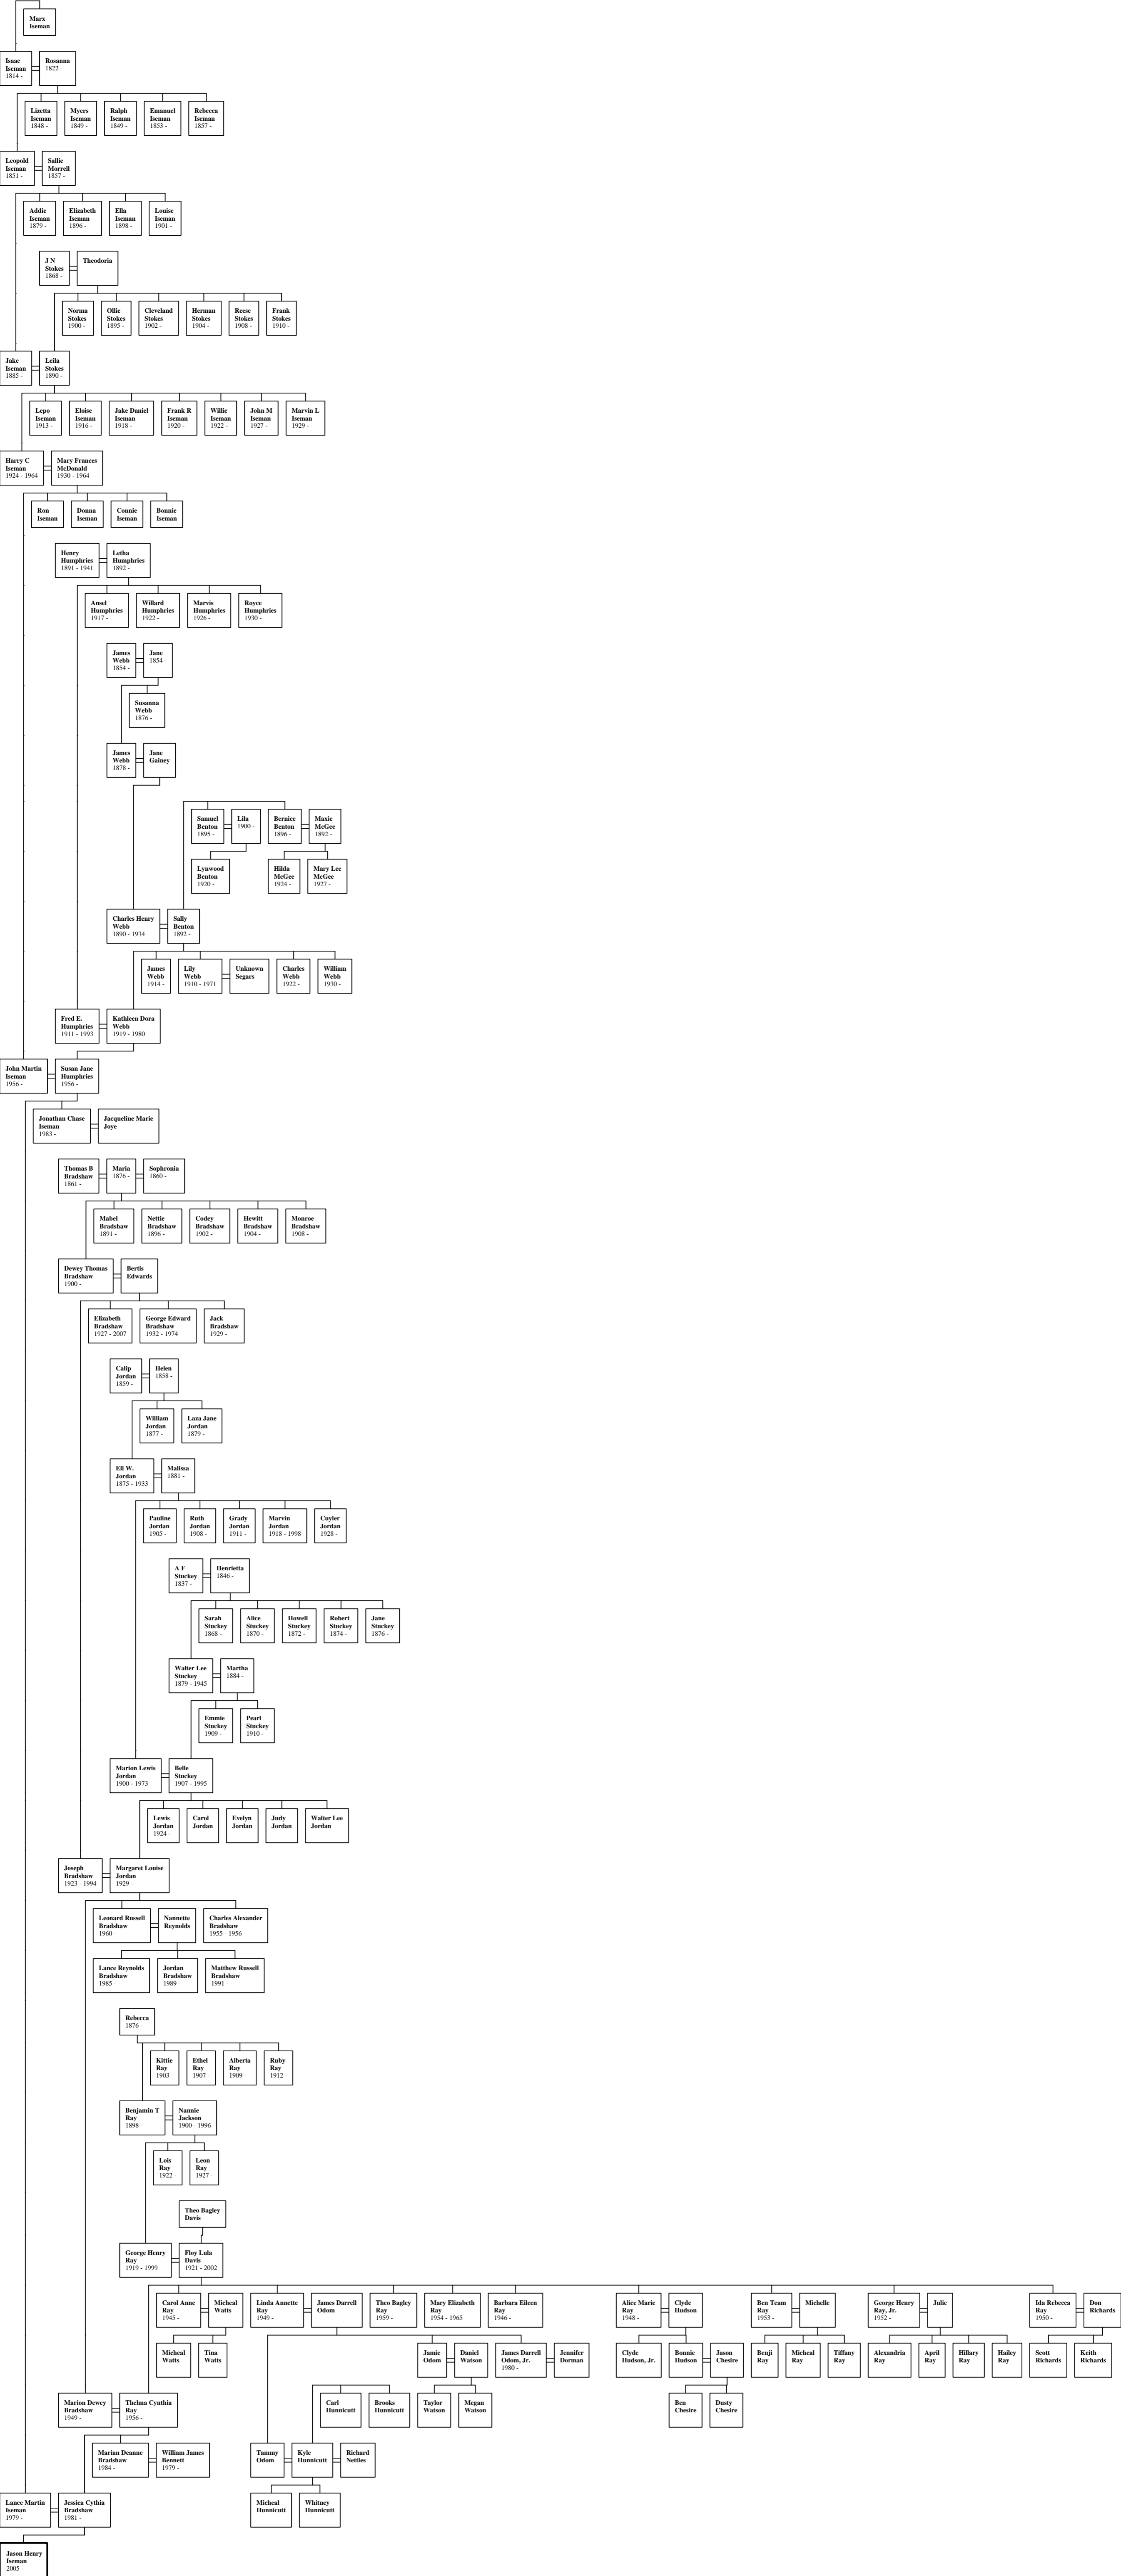 Marx
Iseman
Isaac
Iseman
1814 -
Rosanna
1822 -
Lizetta
Iseman
1848 -
Myers
Iseman
1849 -
Ralph
Iseman
1849 -
Emanuel
Iseman
1853 -
Rebecca
Iseman
1857 -
Leopold
Iseman
1851 -
Sallie
Morrell
1857 -
Addie
Iseman
1879 -
Elizabeth
Iseman
1896 -
Ella
Iseman
1898 -
Louise
Iseman
1901 -
J N
Stokes
1868 -
Theodoria
Norma
Stokes
1900 -
Ollie
Stokes
1895 -
Cleveland
Stokes
1902 -
Herman
Stokes
1904 -
Reese
Stokes
1908 -
Frank
Stokes
1910 -
Jake
Iseman
1885 -
Leila
Stokes
1890 -
Lepo
Iseman
1913 -
Eloise
Iseman
1916 -
Jake Daniel
Iseman
1918 -
Frank R
Iseman
1920 -
Willie
Iseman
1922 -
John M
Iseman
1927 -
Marvin L
Iseman
1929 -
Harry C
Iseman
1924 - 1964
Mary Frances
McDonald
1930 - 1964
Ron
Iseman
Donna
Iseman
Connie
Iseman
Bonnie
Iseman
Henry
Humphries
1891 - 1941
Letha
Humphries
1892 -
Ansel
Humphries
1917 -
Willard
Humphries
1922 -
Marvis
Humphries
1926 -
Royce
Humphries
1930 -
James
Webb
1854 -
Jane
1854 -
Susanna
Webb
1876 -
James
Webb
1878 -
Jane
Gainey
Samuel
Benton
1895 -
Lila
1900 -
Bernice
Benton
1896 -
Maxie
McGee
1892 -
Lynwood
Benton
1920 -
Hilda
McGee
1924 -
Mary Lee
McGee
1927 -
Charles Henry
Webb
1890 - 1934
Sally
Benton
1892 -
James
Webb
1914 -
Lily
Webb
1910 - 1971
Unknown
Segars
Charles
Webb
1922 -
William
Webb
1930 -
Fred E.
Humphries
1911 - 1993
Kathleen Dora
Webb
1919 - 1980
John Martin
Iseman
1956 -
Susan Jane
Humphries
1956 -
Jonathan Chase
Iseman
1983 -
Jacqueline Marie
Joye
Thomas B
Bradshaw
1861 -
Maria
1876 -
Sophronia
1860 -
Mabel
Bradshaw
1891 -
Nettie
Bradshaw
1896 -
Codey
Bradshaw
1902 -
Hewitt
Bradshaw
1904 -
Monroe
Bradshaw
1908 -
Dewey Thomas
Bradshaw
1900 -
Bertis
Edwards
Elizabeth
Bradshaw
1927 - 2007
George Edward
Bradshaw
1932 - 1974
Jack
Bradshaw
1929 -
Calip
Jordan
1859 -
Helen
1858 -
William
Jordan
1877 -
Laza Jane
Jordan
1879 -
Eli W.
Jordan
1875 - 1933
Malissa
1881 -
Pauline
Jordan
1905 -
Ruth
Jordan
1908 -
Grady
Jordan
1911 -
Marvin
Jordan
1918 - 1998
Cuyler
Jordan
1928 -
A F
Stuckey
1837 -
Henrietta
1846 -
Sarah
Stuckey
1868 -
Alice
Stuckey
1870 -
Howell
Stuckey
1872 -
Robert
Stuckey
1874 -
Jane
Stuckey
1876 -
Walter Lee
Stuckey
1879 - 1945
Martha
1884 -
Emmie
Stuckey
1909 -
Pearl
Stuckey
1910 -
Marion Lewis
Jordan
1900 - 1973
Belle
Stuckey
1907 - 1995
Lewis
Jordan
1924 -
Carol
Jordan
Evelyn
Jordan
Judy
Jordan
Walter Lee
Jordan
Joseph
Bradshaw
1923 - 1994
Margaret Louise
Jordan
1929 -
Leonard Russell
Bradshaw
1960 -
Nannette
Reynolds
Charles Alexander
Bradshaw
1955 - 1956
Lance Reynolds
Bradshaw
1985 -
Jordan
Bradshaw
1989 -
Matthew Russell
Bradshaw
1991 -
Rebecca
1876 -
Kittie
Ray
1903 -
Ethel
Ray
1907 -
Alberta
Ray
1909 -
Ruby
Ray
1912 -
Benjamin T
Ray
1898 -
Nannie
Jackson
1900 - 1996
Lois
Ray
1922 -
Leon
Ray
1927 -
Theo Bagley
Davis
George Henry
Ray
1919 - 1999
Floy Lula
Davis
1921 - 2002
Carol Anne
Ray
1945 -
Micheal
Watts
Linda Annette
Ray
1949 -
James Darrell
Odom
Theo Bagley
Ray
1959 -
Mary Elizabeth
Ray
1954 - 1965
Barbara Eileen
Ray
1946 -
Alice Marie
Ray
1948 -
Clyde
Hudson
Ben Team
Ray
1953 -
Michelle
George Henry
Ray, Jr.
1952 -
Julie
Ida Rebecca
Ray
1950 -
Don
Richards
Micheal
Watts
Tina
Watts
Jamie
Odom
Daniel
Watson
James Darrell
Odom, Jr.
1980 -
Jennifer
Dorman
Clyde
Hudson, Jr.
Bonnie
Hudson
Jason
Chesire
Benji
Ray
Micheal
Ray
Tiffany
Ray
Alexandria
Ray
April
Ray
Hillary
Ray
Hailey
Ray
Scott
Richards
Keith
Richards
Marion Dewey
Bradshaw
1949 -
Thelma Cynthia
Ray
1956 -
Carl
Hunnicutt
Brooks
Hunnicutt
Taylor
Watson
Megan
Watson
Ben
Chesire
Dusty
Chesire
Marian Deanne
Bradshaw
1984 -
William James
Bennett
1979 -
Tammy
Odom
Kyle
Hunnicutt
Richard
Nettles
Lance Martin
Iseman
1979 -
Jessica Cythia
Bradshaw
1981 -
Micheal
Hunnicutt
Whitney
Hunnicutt
Jason Henry
Iseman
2005 -